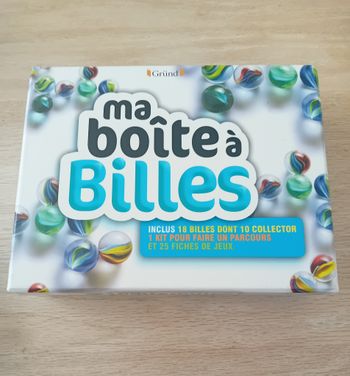 Gründ
ma
boîte à
Billes
INCLUS 18 BILLES DONT 10 COLLECTOR
1 KIT POUR FAIRE UN PARCOURS
ET 25 FICHES DE JEUX